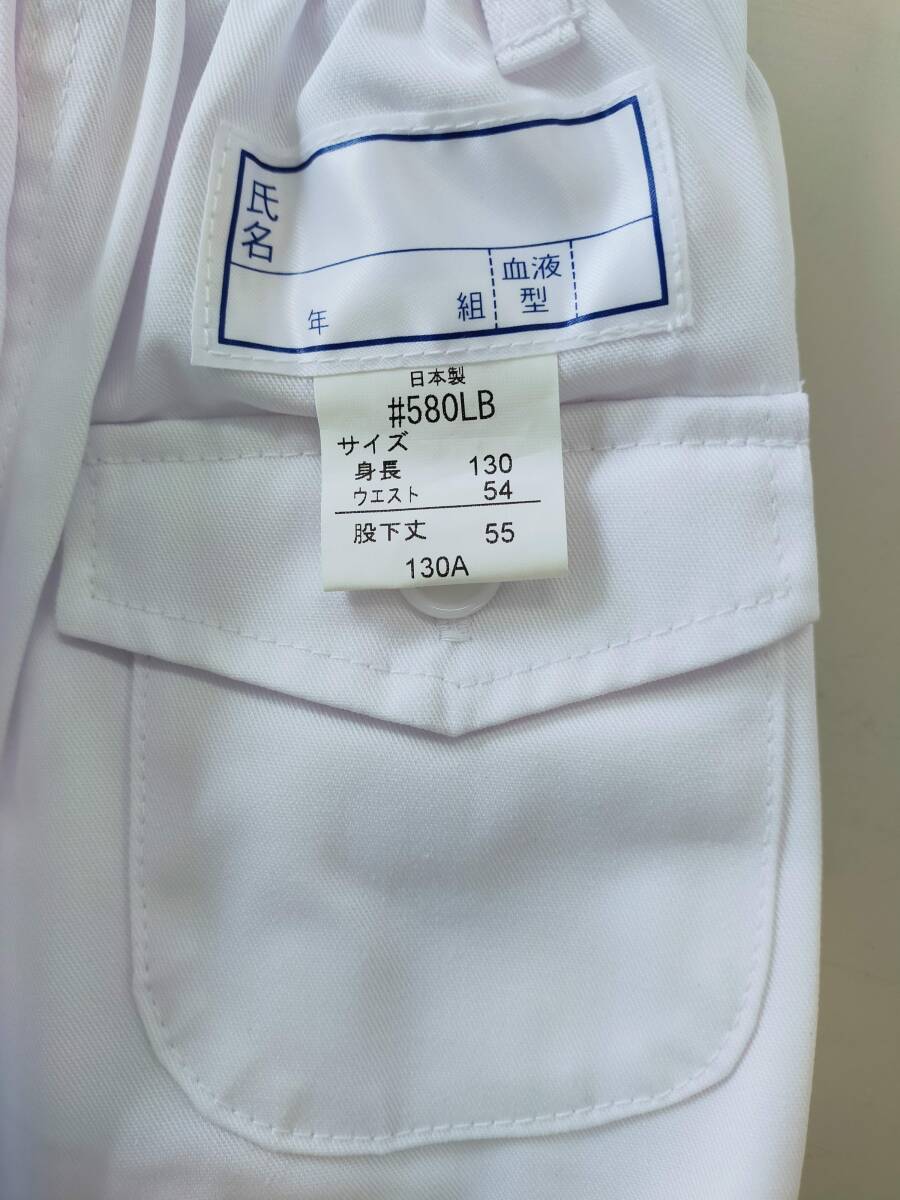 氏名
年 組 血液型
日本製
#580LB
サイズ
身長 130
ウエスト 54
股下丈 55
130A